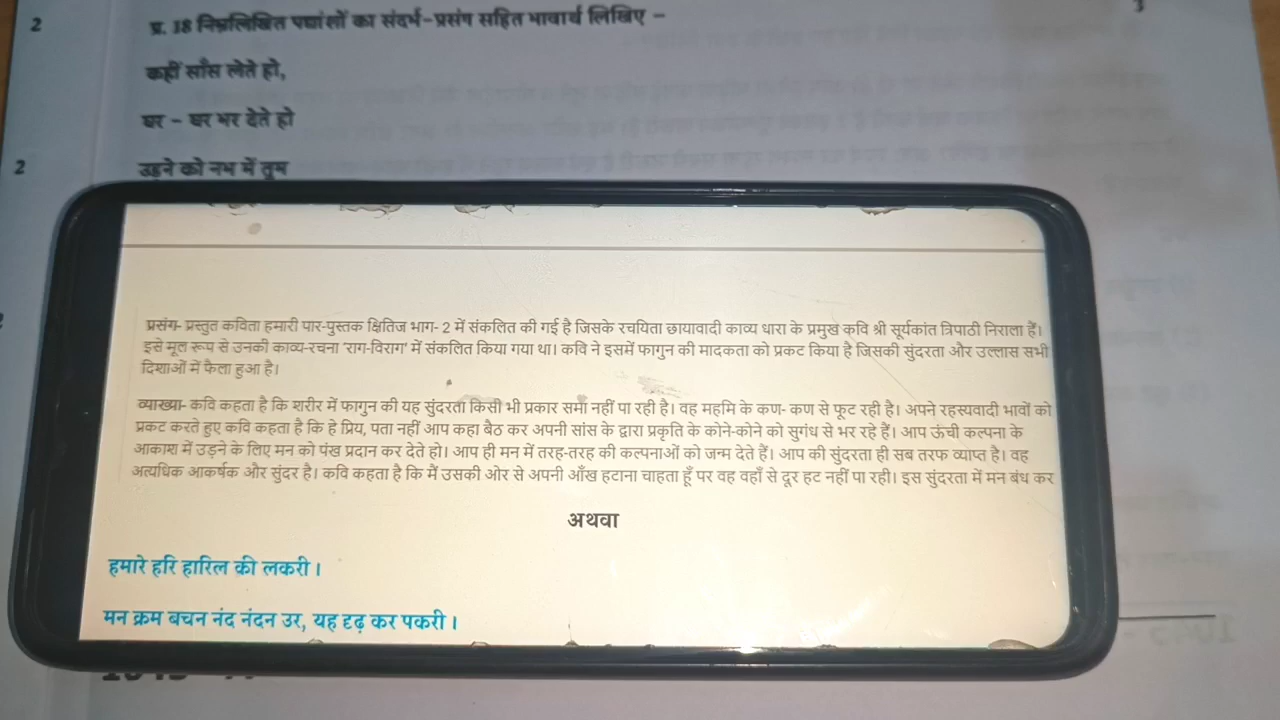 2
प्र. 18 निम्नलिखित पद्यांशों का संदर्भ-प्रसंग सहित भावार्थ लिखिए –
3
कहीं साँस लेते हो,
घर – घर भर देते हो
2
उड़ने को नभ में तुम
प्रसंग- प्रस्तुत कविता हमारी पार-पुस्तक क्षितिज भाग- 2 में संकलित की गई है जिसके रचयिता छायावादी काव्य धारा के प्रमुख कवि श्री सूर्यकांत त्रिपाठी निराला हैं।
इसे मूल रूप से उनकी काव्य-रचना 'राग-विराग' में संकलित किया गया था। कवि ने इसमें फागुन की मादकता को प्रकट किया है जिसकी सुंदरता और उल्लास सभी
दिशाओं में फैला हुआ है।
व्याख्या- कवि कहता है कि शरीर में फागुन की यह सुंदरता किसी भी प्रकार समा नहीं पा रही है। वह महमि के कण- कण से फूट रही है। अपने रहस्यवादी भावों को
प्रकट करते हुए कवि कहता है कि हे प्रिय, पता नहीं आप कहा बैठ कर अपनी सांस के द्वारा प्रकृति के कोने-कोने को सुगंध से भर रहे हैं। आप ऊंची कल्पना के
आकाश में उड़ने के लिए मन को पंख प्रदान कर देते हो। आप ही मन में तरह-तरह की कल्पनाओं को जन्म देते हैं। आप की सुंदरता ही सब तरफ व्याप्त है। वह
अत्यधिक आकर्षक और सुंदर है। कवि कहता है कि मैं उसकी ओर से अपनी आँख हटाना चाहता हूँ पर वह वहाँ से दूर हट नहीं पा रही। इस सुंदरता में मन बंध कर
अथवा
हमारे हरि हारिल की लकरी।
मन क्रम बचन नंद नंदन उर, यह दृढ़ कर पकरी।